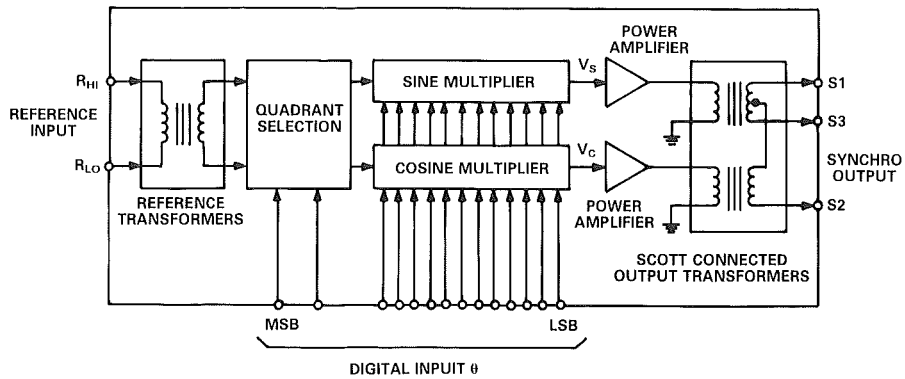 POWER
AMPLIFIER
R_HI
REFERENCE
INPUT
R_LO
REFERENCE
TRANSFORMERS
QUADRANT
SELECTION
SINE MULTIPLIER
V_S
COSINE MULTIPLIER
V_C
POWER
AMPLIFIER
S1
S3
SYNCHRO
OUTPUT
S2
SCOTT CONNECTED
OUTPUT TRANSFORMERS
MSB
LSB
DIGITAL INPUIT θ